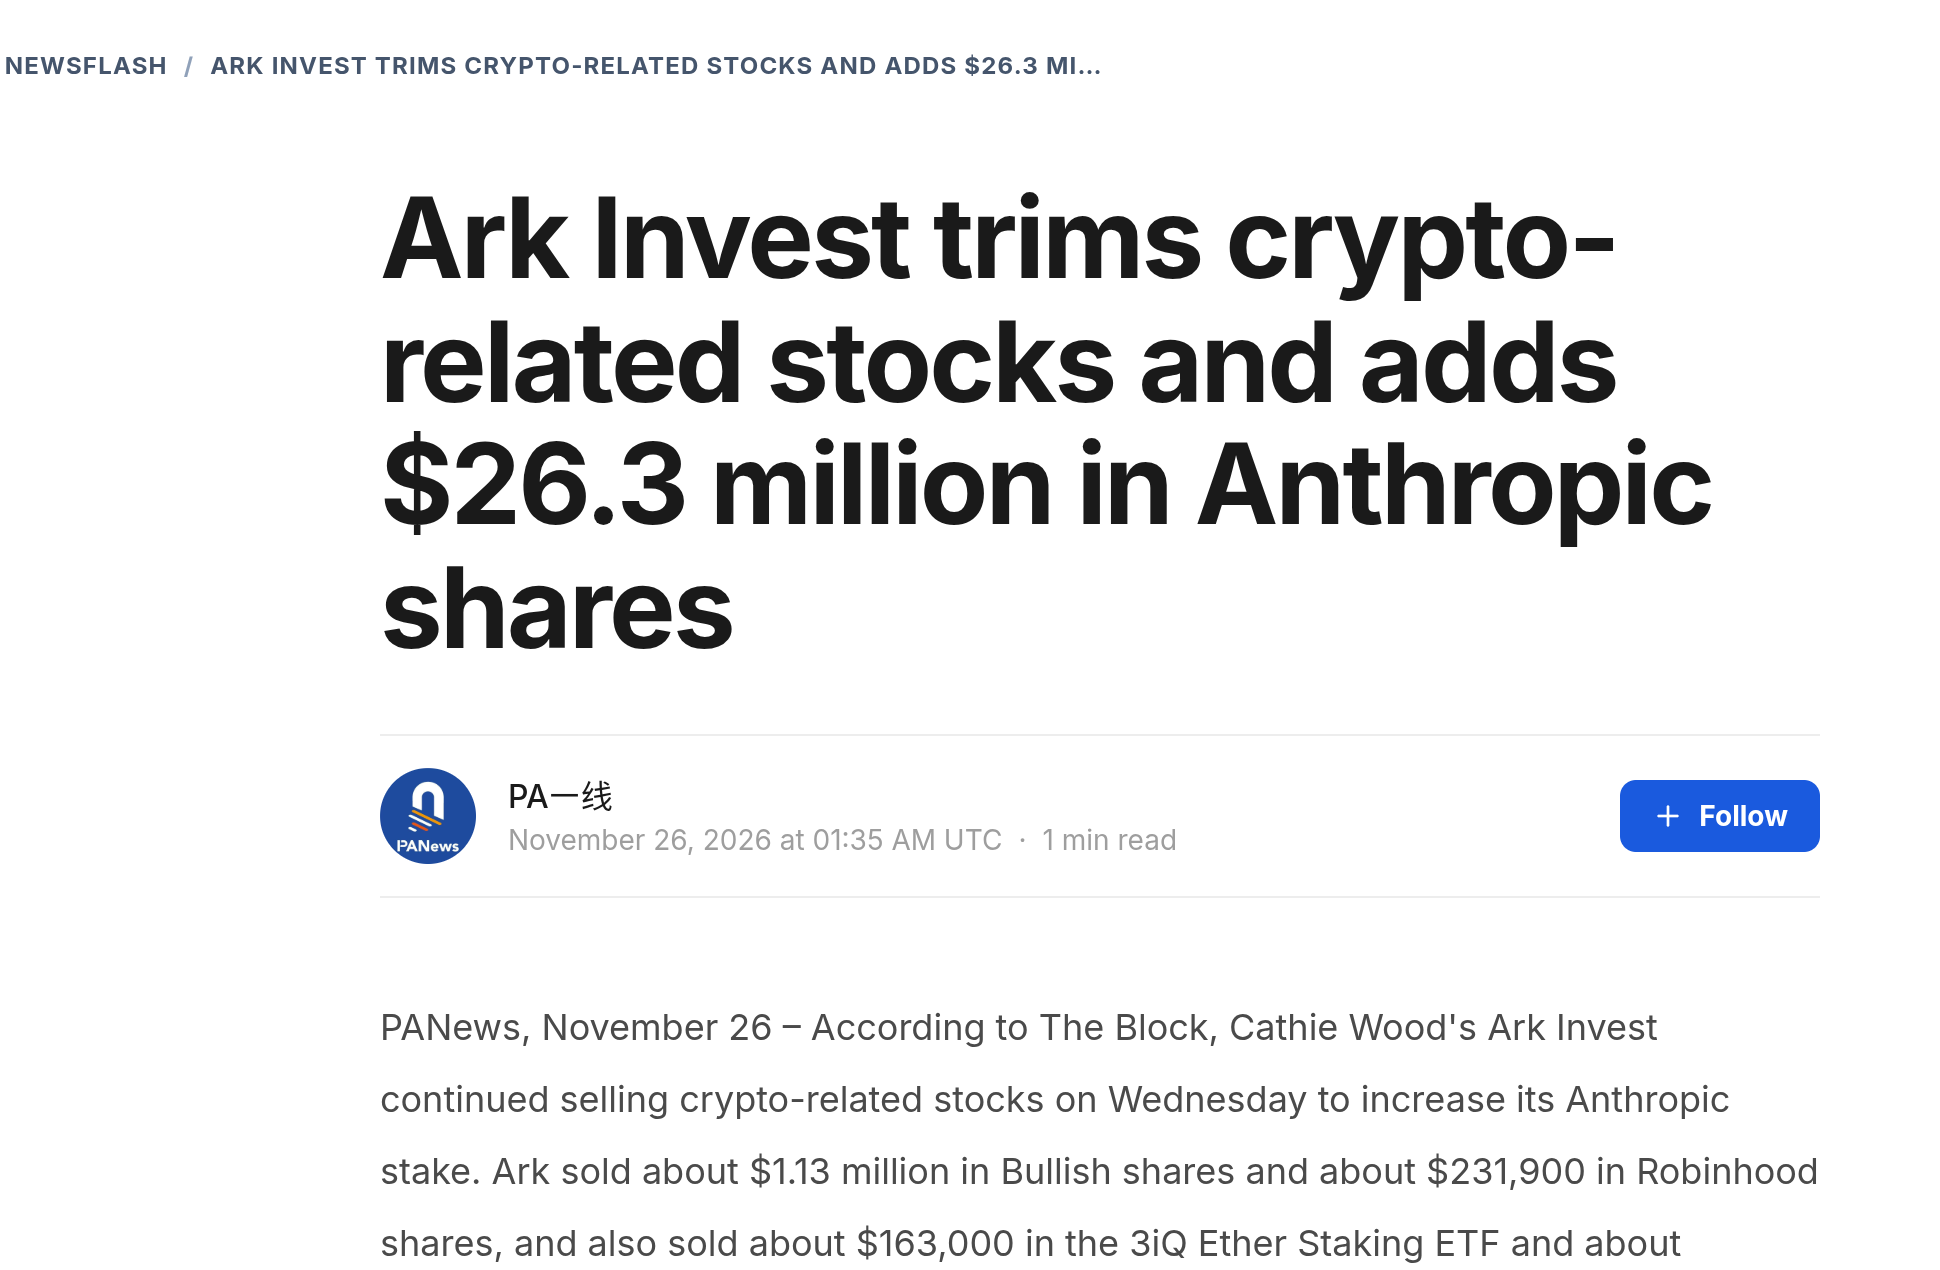 NEWSFLASH / ARK INVEST TRIMS CRYPTO-RELATED STOCKS AND ADDS $26.3 MI...
Ark Invest trims crypto-
related stocks and adds
$26.3 million in Anthropic
shares
PANews
PA一线
November 26, 2026 at 01:35 AM UTC · 1 min read
+ Follow
PANews, November 26 – According to The Block, Cathie Wood's Ark Invest
continued selling crypto-related stocks on Wednesday to increase its Anthropic
stake. Ark sold about $1.13 million in Bullish shares and about $231,900 in Robinhood
shares, and also sold about $163,000 in the 3iQ Ether Staking ETF and about